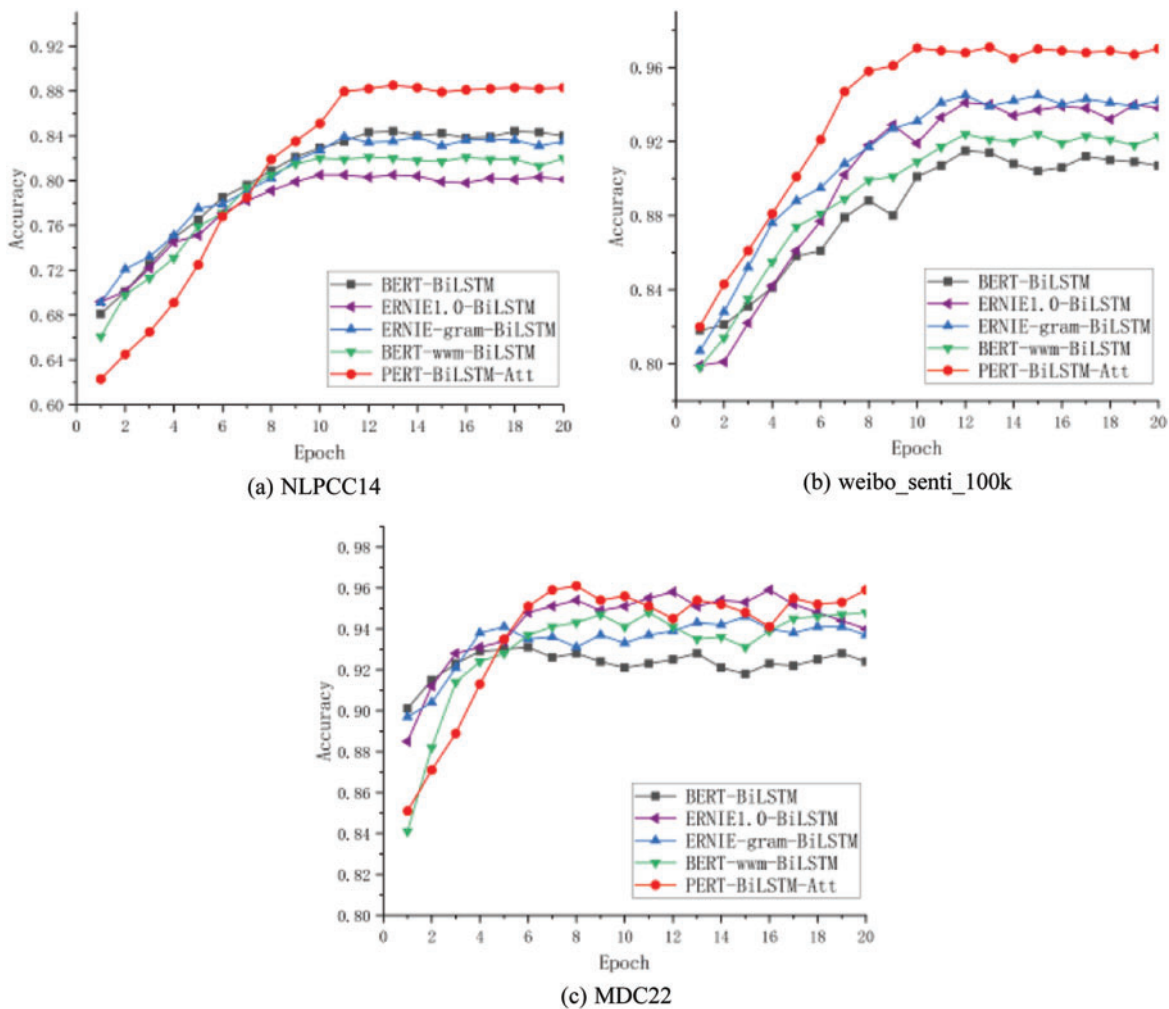 0.92
0.88
0.84
0.80
0.76
0.72
0.68
0.64
0.60
Accuracy
BERT-BiLSTM
ERNIE1.0-BiLSTM
ERNIE-gram-BiLSTM
BERT-wwm-BiLSTM
PERT-BiLSTM-Att
0 2 4 6 8 10 12 14 16 18 20
Epoch
(a) NLPCC14
0.96
0.92
0.88
0.84
0.80
Accuracy
BERT-BiLSTM
ERNIE1.0-BiLSTM
ERNIE-gram-BiLSTM
BERT-wwm-BiLSTM
PERT-BiLSTM-Att
0 2 4 6 8 10 12 14 16 18 20
Epoch
(b) weibo_senti_100k
0.98
0.96
0.94
0.92
0.90
0.88
0.86
0.84
0.82
0.80
Accuracy
BERT-BiLSTM
ERNIE1.0-BiLSTM
ERNIE-gram-BiLSTM
BERT-wwm-BiLSTM
PERT-BiLSTM-Att
0 2 4 6 8 10 12 14 16 18 20
Epoch
(c) MDC22